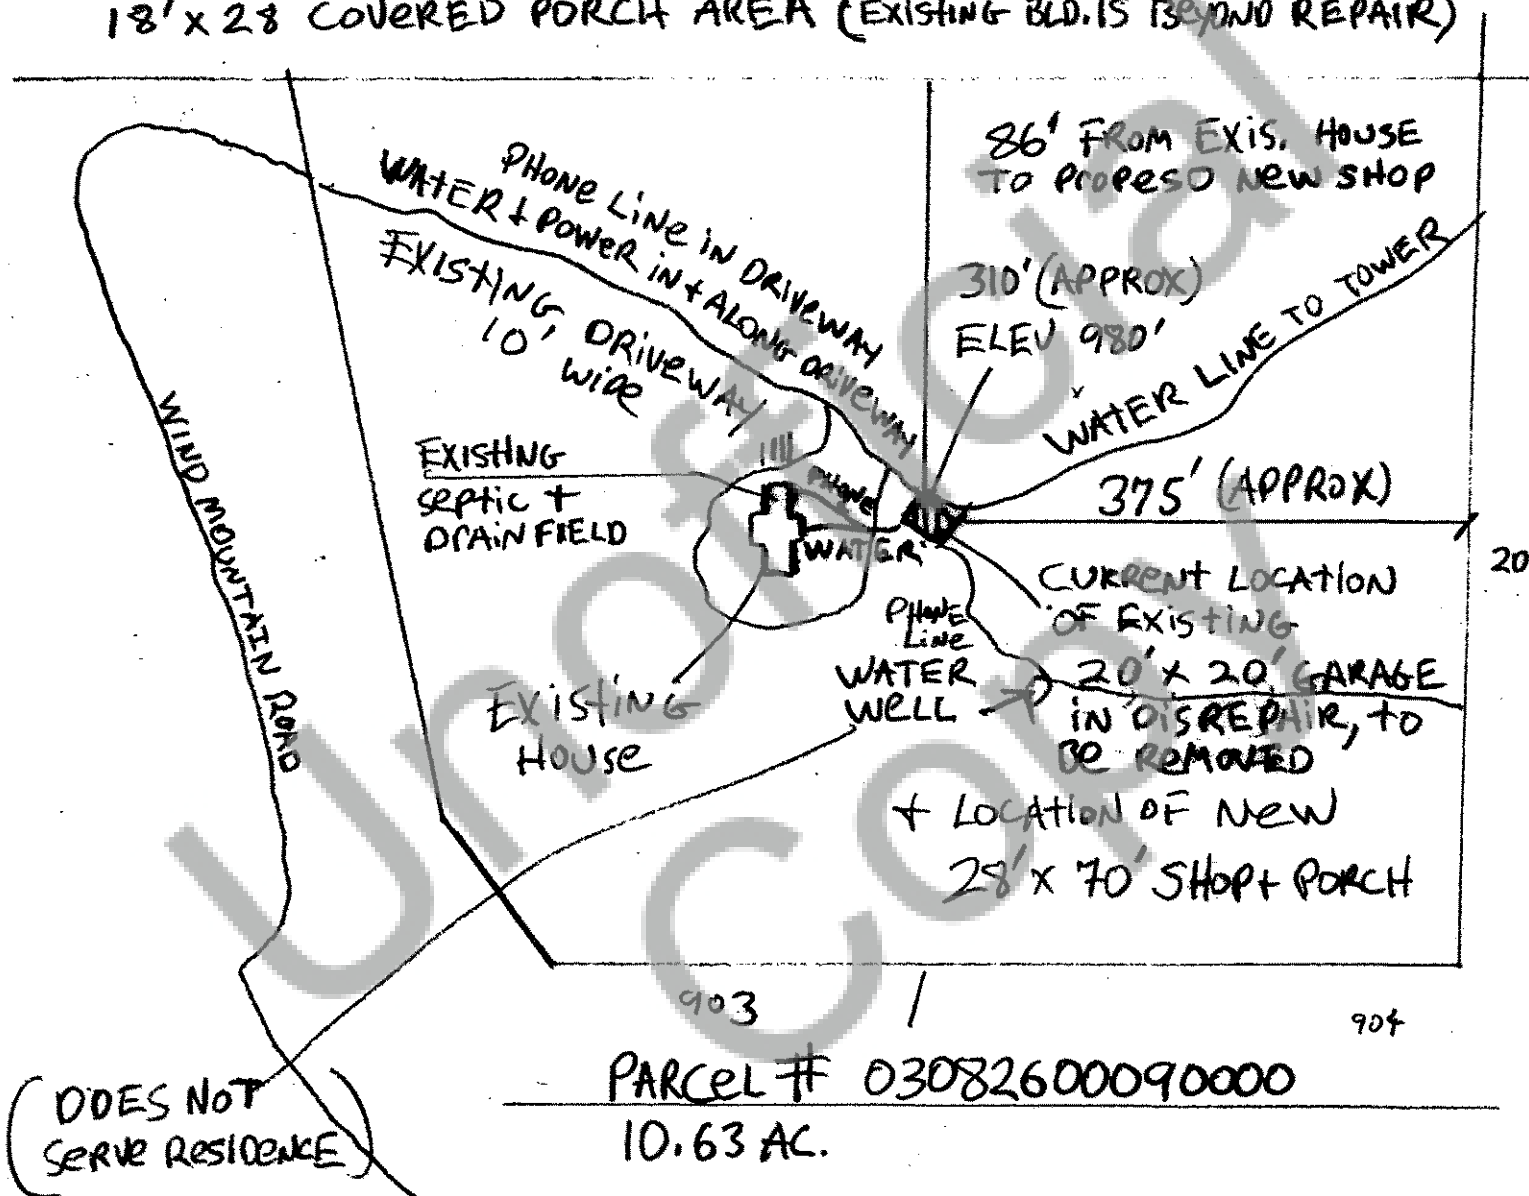 18' x 28 COVERED PORCH AREA (EXISTING BLD. IS BEYOND REPAIR)
86' FROM EXIS. HOUSE
TO PROPESD NEW SHOP
PHONE LINE IN DRIVEWAY
WATER + POWER IN + ALONG DRIVEWAY
EXISTING, DRIVEWAY
10' WIDE
310' (APPROX)
ELEV 980'
WATER LINE TO TOWER
EXISTING
SEPTIC +
DRAIN FIELD
PHONE
WATER
375' (APPROX)
20
WIND MOUNTAIN ROAD
CURRENT LOCATION
OF EXISTING
20' x 20' GARAGE
IN DISREPAIR, TO
BE REMOVED
+ LOCATION OF NEW
28' x 70' SHOP + PORCH
PHONE
LINE
WATER
WELL
EXISTING
HOUSE
903
904
PARCEL # 03082600090000
10.63 AC.
(DOES NOT
SERVE RESIDENCE)
Unofficial
Copy